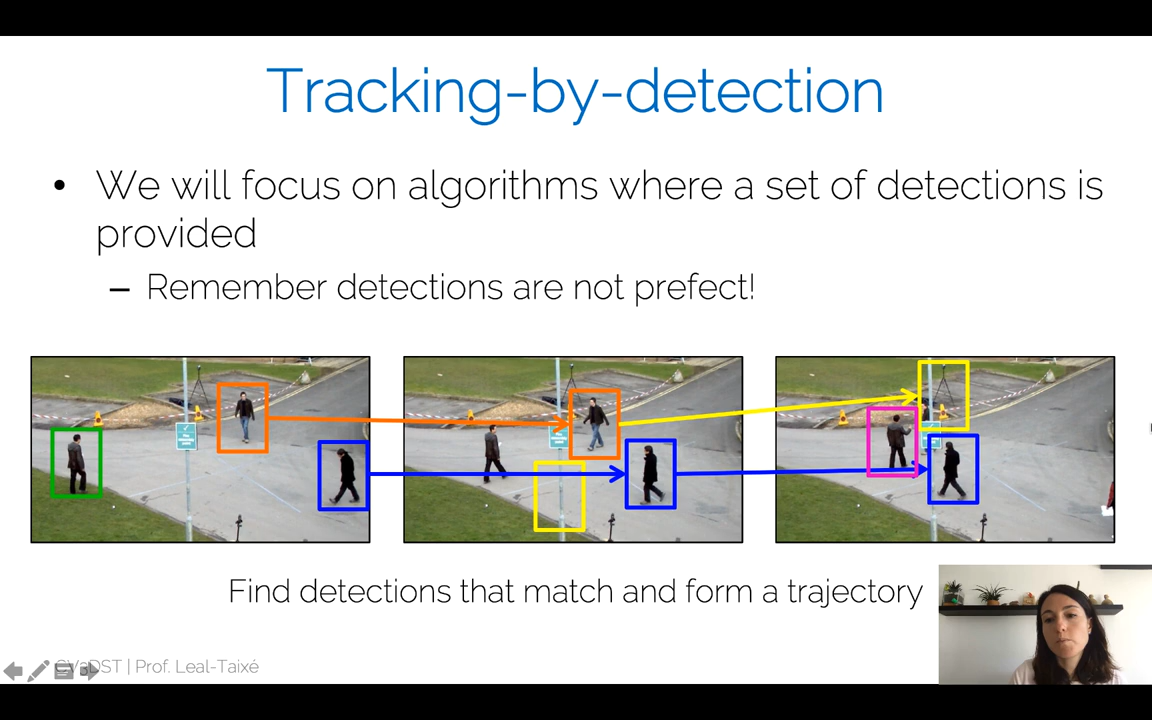 Tracking-by-detection
• We will focus on algorithms where a set of detections is
provided
– Remember detections are not prefect!
Find detections that match and form a trajectory
CV3DST | Prof. Leal-Taixé